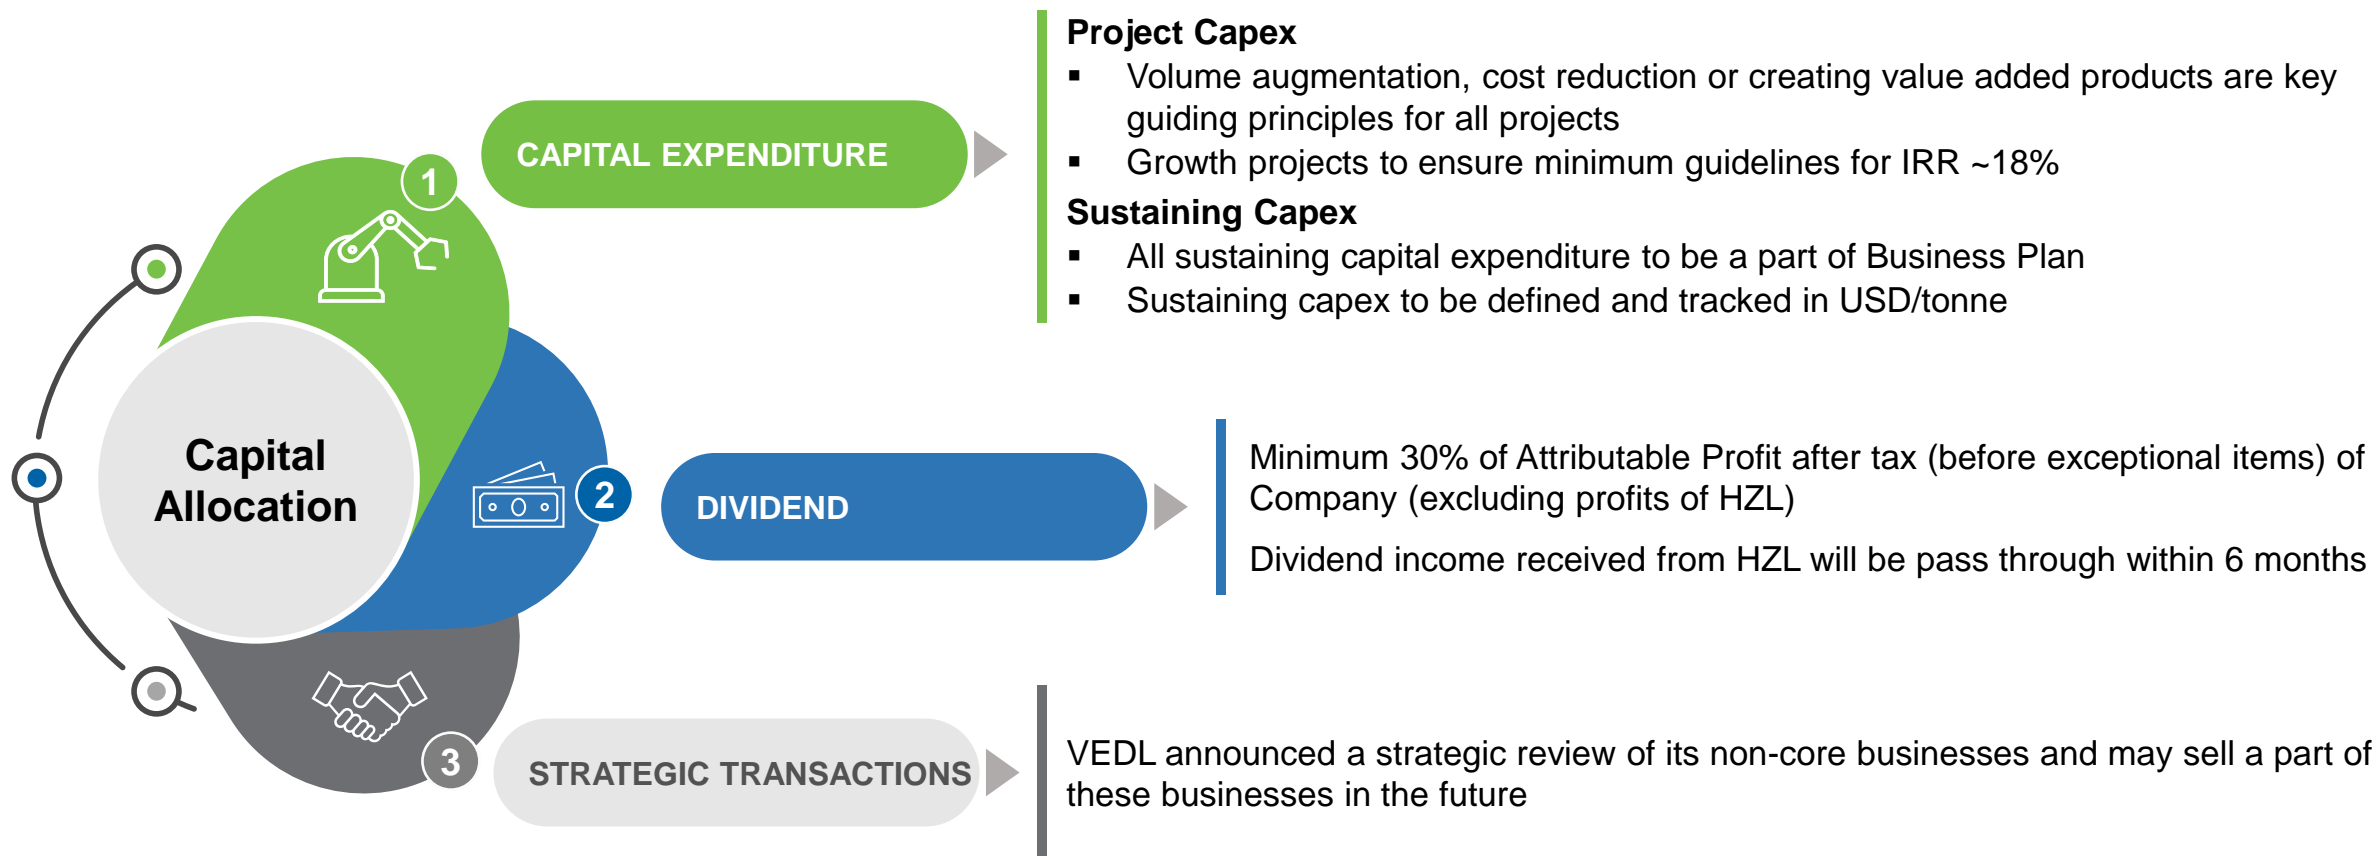 Capital
Allocation
1
CAPITAL EXPENDITURE
Project Capex
▪ Volume augmentation, cost reduction or creating value added products are key
guiding principles for all projects
▪ Growth projects to ensure minimum guidelines for IRR ~18%
Sustaining Capex
▪ All sustaining capital expenditure to be a part of Business Plan
▪ Sustaining capex to be defined and tracked in USD/tonne
2
DIVIDEND
Minimum 30% of Attributable Profit after tax (before exceptional items) of
Company (excluding profits of HZL)
Dividend income received from HZL will be pass through within 6 months
3
STRATEGIC TRANSACTIONS
VEDL announced a strategic review of its non-core businesses and may sell a part of
these businesses in the future